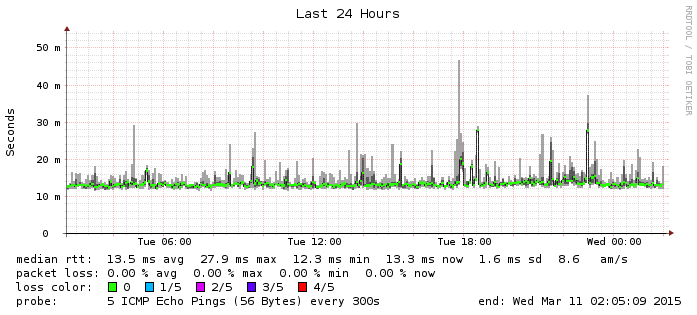 Last 24 Hours
RRDTOOL / TOBI OETIKER
Seconds
50 m
40 m
30 m
20 m
10 m
0
Tue 06:00 Tue 12:00 Tue 18:00 Wed 00:00
median rtt: 13.5 ms avg 27.9 ms max 12.3 ms min 13.3 ms now 1.6 ms sd 8.6 am/s
packet loss: 0.00 % avg 0.00 % max 0.00 % min 0.00 % now
loss color: 0 1/5 2/5 3/5 4/5
probe: 5 ICMP Echo Pings (56 Bytes) every 300s end: Wed Mar 11 02:05:09 2015